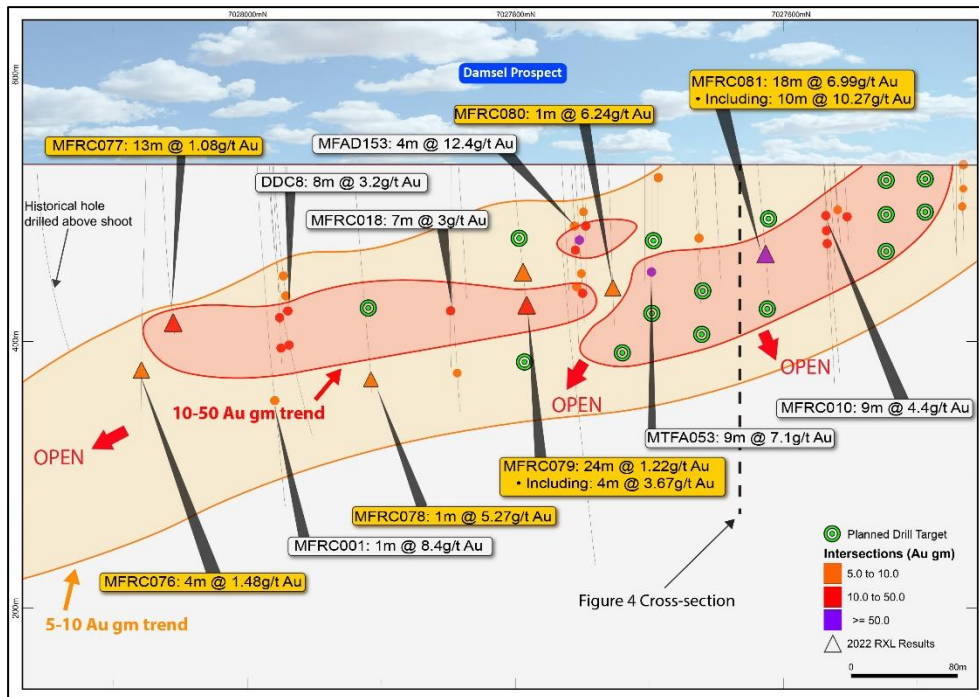 7028000mN
7027800mN
7027600mN
600m
Damsel Prospect
MFRC081: 18m @ 6.99g/t Au
• Including: 10m @ 10.27g/t Au
MFRC080: 1m @ 6.24g/t Au
MFRC077: 13m @ 1.08g/t Au
MFAD153: 4m @ 12.4g/t Au
DDC8: 8m @ 3.2g/t Au
Historical hole
drilled above shoot
MFRC018: 7m @ 3g/t Au
400m
OPEN
OPEN
10-50 Au gm trend
OPEN
MFRC010: 9m @ 4.4g/t Au
MTFA053: 9m @ 7.1g/t Au
MFRC079: 24m @ 1.22g/t Au
• Including: 4m @ 3.67g/t Au
MFRC078: 1m @ 5.27g/t Au
MFRC001: 1m @ 8.4g/t Au
MFRC076: 4m @ 1.48g/t Au
5-10 Au gm trend
200m
Figure 4 Cross-section
Planned Drill Target
Intersections (Au gm)
5.0 to 10.0
10.0 to 50.0
>= 50.0
2022 RXL Results
0 80m